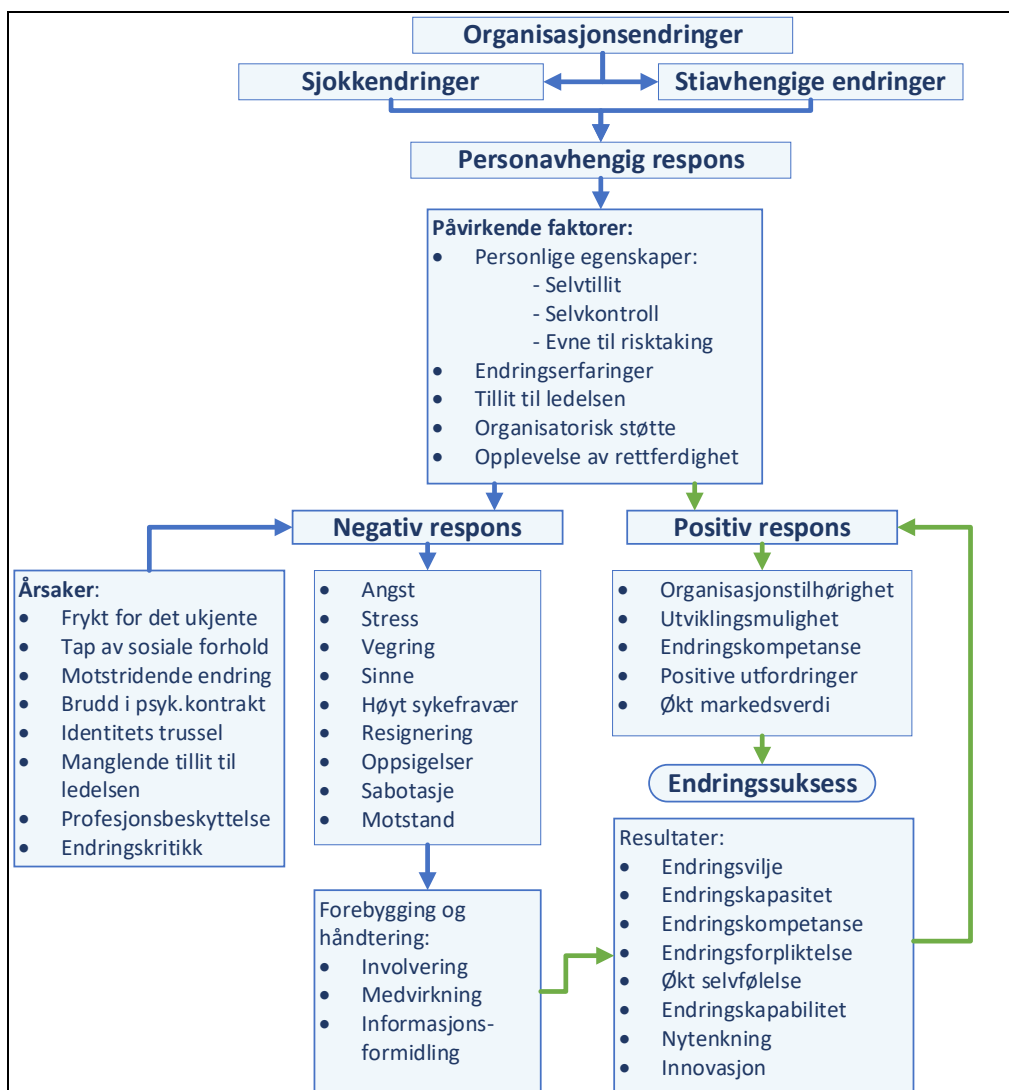 Organisasjonsendringer
Sjokkendringer
Stiavhengige endringer
Personavhengig respons
Påvirkende faktorer:
• Personlige egenskaper:
- Selvtillit
- Selvkontroll
- Evne til risktaking
• Endringserfaringer
• Tillit til ledelsen
• Organisatorisk støtte
• Opplevelse av rettferdighet
Negativ respons
Positiv respons
Årsaker:
• Frykt for det ukjente
• Tap av sosiale forhold
• Motstridende endring
• Brudd i psyk.kontrakt
• Identitets trussel
• Manglende tillit til
ledelsen
• Profesjonsbeskyttelse
• Endringskritikk
• Angst
• Stress
• Vegring
• Sinne
• Høyt sykefravær
• Resignering
• Oppsigelser
• Sabotasje
• Motstand
• Organisasjonstilhørighet
• Utviklingsmulighet
• Endringskompetanse
• Positive utfordringer
• Økt markedsverdi
Endringssuksess
Forebygging og
håndtering:
• Involvering
• Medvirkning
• Informasjons-
formidling
Resultater:
• Endringsvilje
• Endringskapasitet
• Endringskompetanse
• Endringsforpliktelse
• Økt selvfølelse
• Endringskapabilitet
• Nytenkning
• Innovasjon